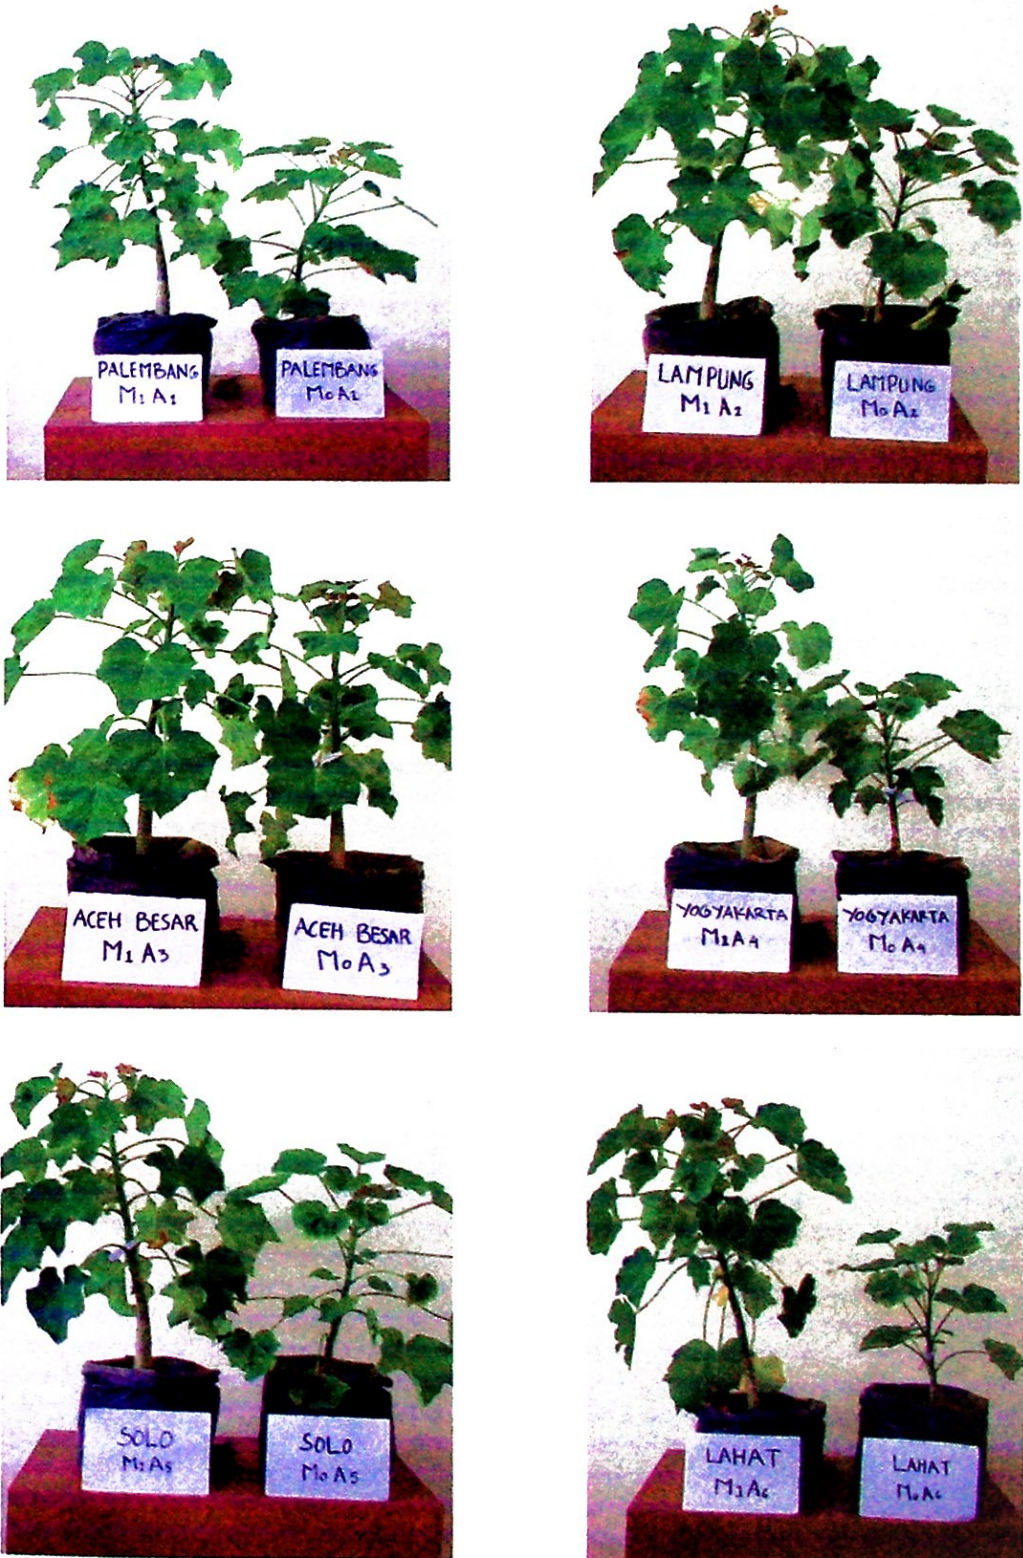 PALEMBANG
M1 A1
PALEMBANG
M0 A1
LAMPUNG
M1 A2
LAMPUNG
M0 A2
ACEH BESAR
M1 A3
ACEH BESAR
M0 A3
YOGYAKARTA
M1 A4
YOGYAKARTA
M0 A4
SOLO
M1 A5
SOLO
M0 A5
LAHAT
M1 A6
LAHAT
M0 A6